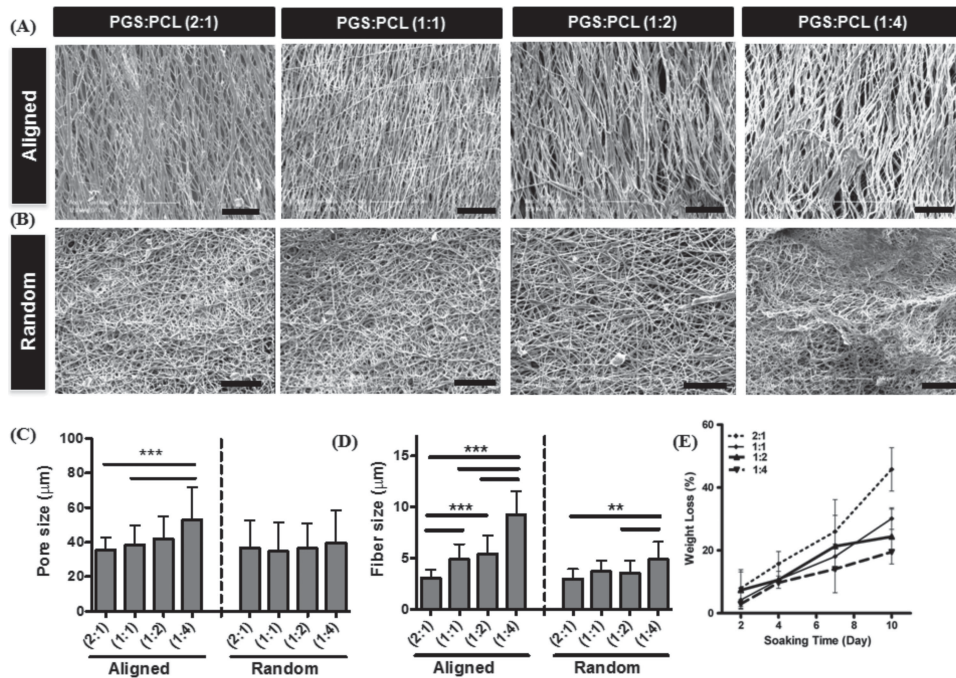 (A)
PGS:PCL (2:1)
PGS:PCL (1:1)
PGS:PCL (1:2)
PGS:PCL (1:4)
Aligned
(B)
Random
(C)
Pore size (µm)
100
80
60
40
20
0
***
(2:1)
(1:1)
(1:2)
(1:4)
(2:1)
(1:1)
(1:2)
(1:4)
Aligned
Random
(D)
Fiber size (µm)
15
10
5
0
***
***
**
(2:1)
(1:1)
(1:2)
(1:4)
(2:1)
(1:1)
(1:2)
(1:4)
Aligned
Random
(E)
Weight Loss (%)
60
40
20
0
2:1
1:1
1:2
1:4
2
4
6
8
10
Soaking Time (Day)